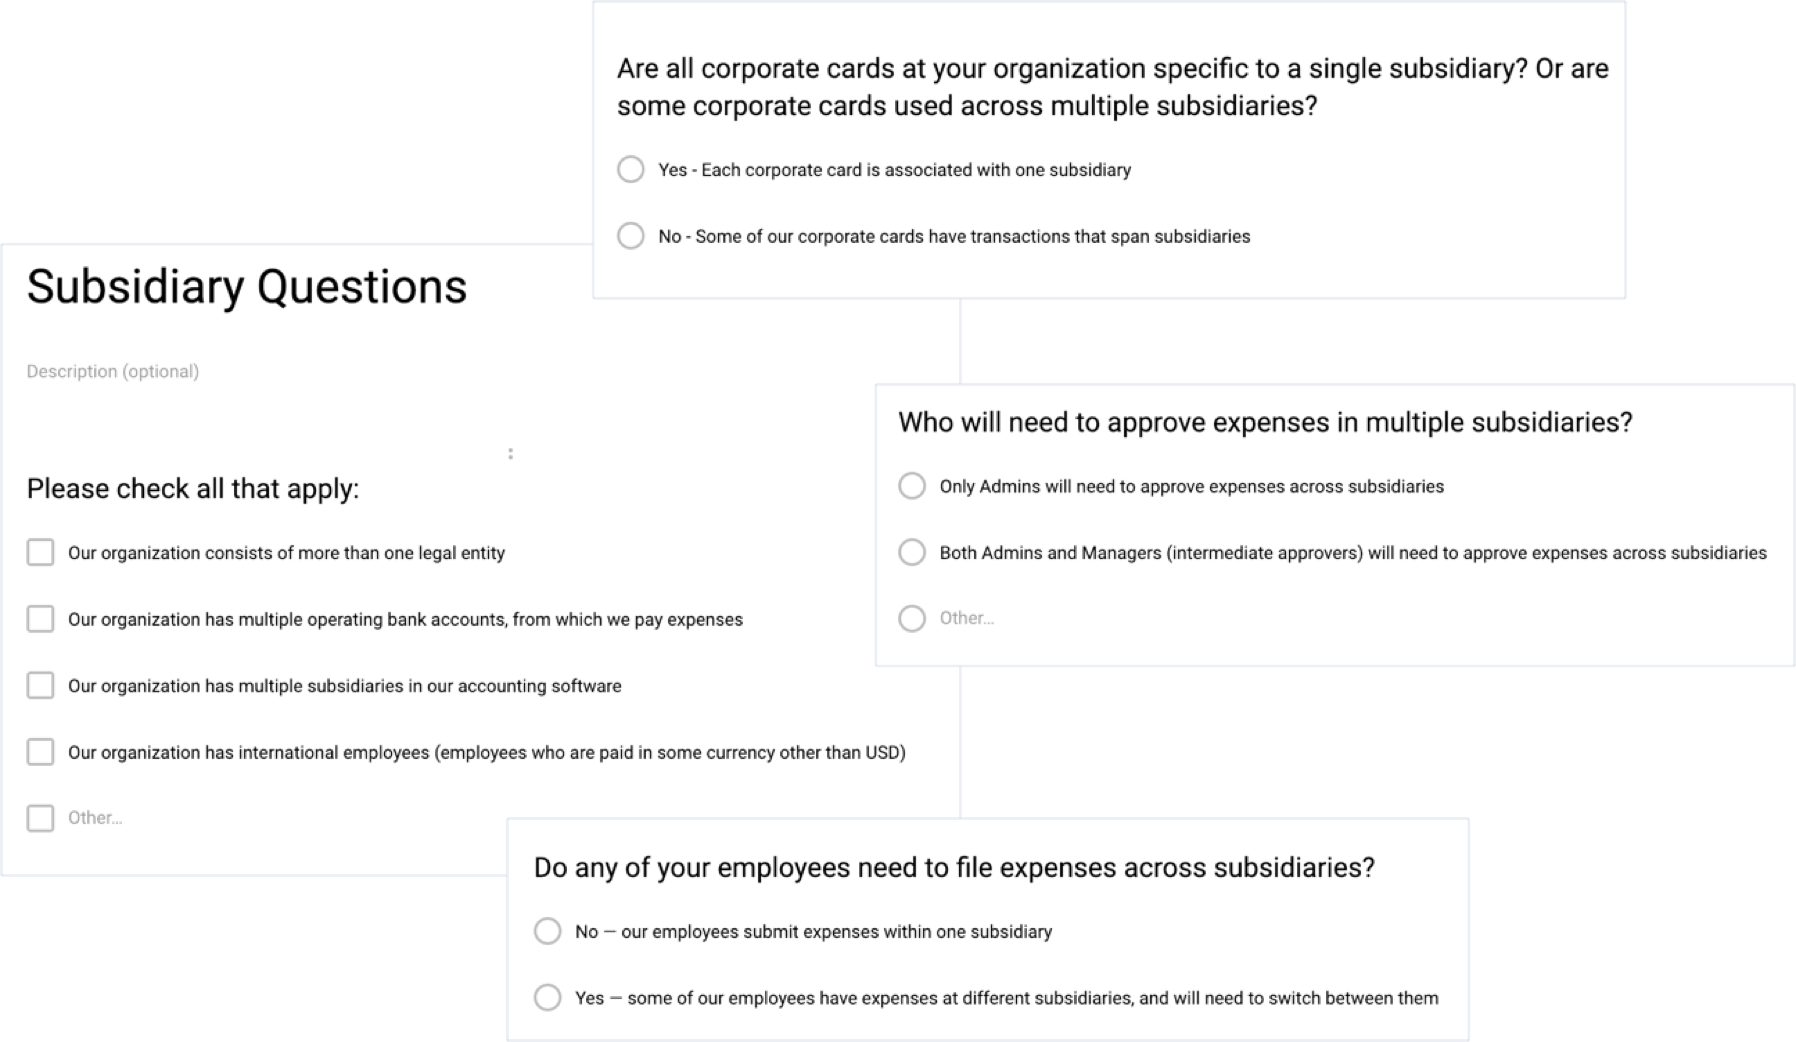 Are all corporate cards at your organization specific to a single subsidiary? Or are
some corporate cards used across multiple subsidiaries?
Yes - Each corporate card is associated with one subsidiary
No - Some of our corporate cards have transactions that span subsidiaries
Subsidiary Questions
Description (optional)
Please check all that apply:
Our organization consists of more than one legal entity
Our organization has multiple operating bank accounts, from which we pay expenses
Our organization has multiple subsidiaries in our accounting software
Our organization has international employees (employees who are paid in some currency other than USD)
Other...
Who will need to approve expenses in multiple subsidiaries?
Only Admins will need to approve expenses across subsidiaries
Both Admins and Managers (intermediate approvers) will need to approve expenses across subsidiaries
Other...
Do any of your employees need to file expenses across subsidiaries?
No — our employees submit expenses within one subsidiary
Yes — some of our employees have expenses at different subsidiaries, and will need to switch between them